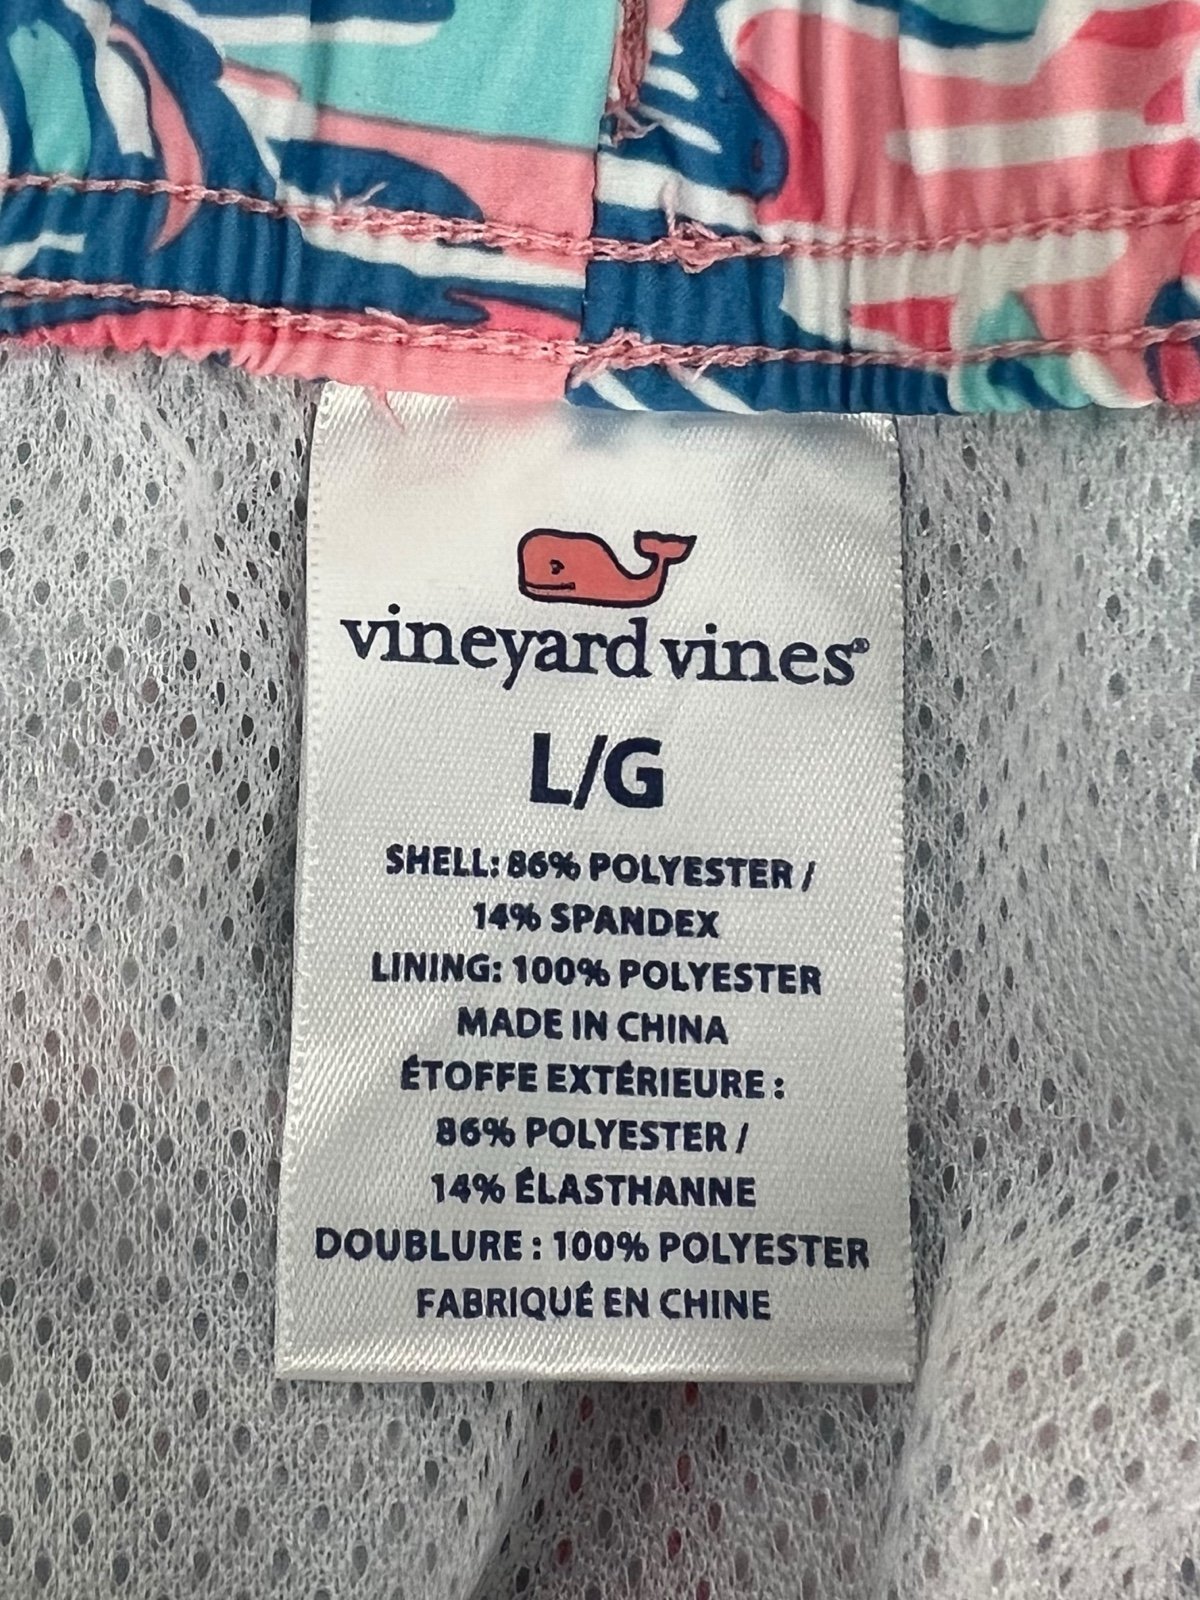 vineyard vines®
L/G
SHELL: 86% POLYESTER /
14% SPANDEX
LINING: 100% POLYESTER
MADE IN CHINA
ÉTOFFE EXTÉRIEURE :
86% POLYESTER /
14% ÉLASTHANNE
DOUBLURE : 100% POLYESTER
FABRIQUÉ EN CHINE